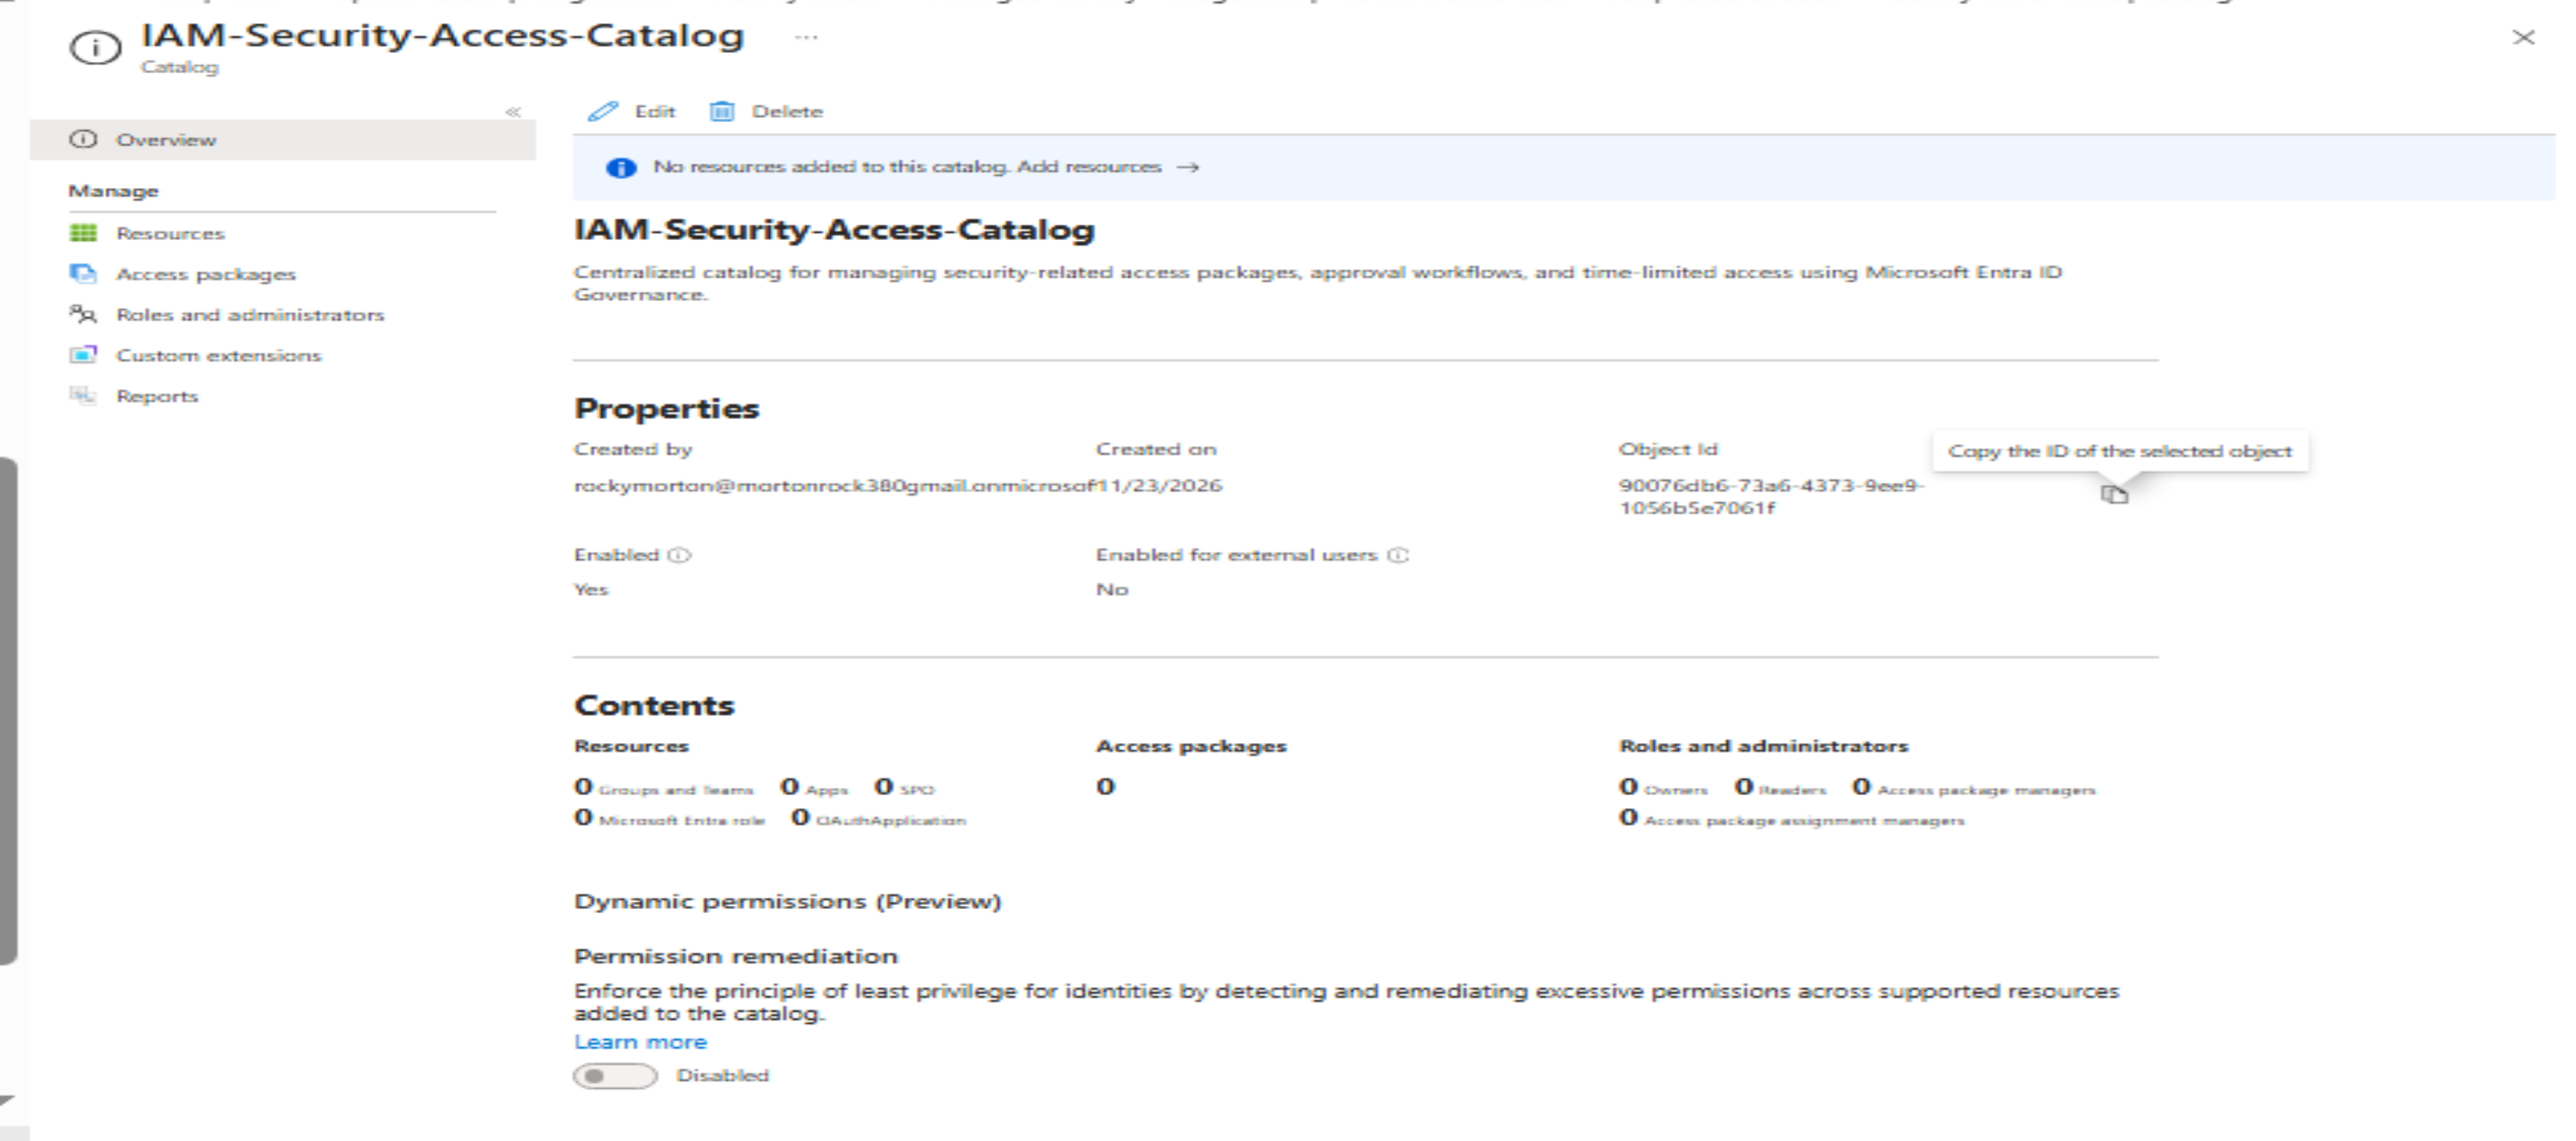 IAM-Security-Access-Catalog
...
Catalog
Edit Delete
Overview
No resources added to this catalog. Add resources →
Manage
Resources
Access packages
Roles and administrators
Custom extensions
Reports
IAM-Security-Access-Catalog
Centralized catalog for managing security-related access packages, approval workflows, and time-limited access using Microsoft Entra ID
Governance.
Properties
Created by Created on Object Id
Copy the ID of the selected object
rockymorton@mortonrock380gmail.onmicrosof 11/23/2026 90076db6-73a6-4373-9ee9-
1056b5e7061f
Enabled Enabled for external users
Yes No
Contents
Resources Access packages Roles and administrators
0 Groups and Teams 0 Apps 0 SPO 0 0 Owners 0 Readers 0 Access package managers
0 Microsoft Entra role 0 OAuthApplication 0 Access package assignment managers
Dynamic permissions (Preview)
Permission remediation
Enforce the principle of least privilege for identities by detecting and remediating excessive permissions across supported resources
added to the catalog.
Learn more
Disabled